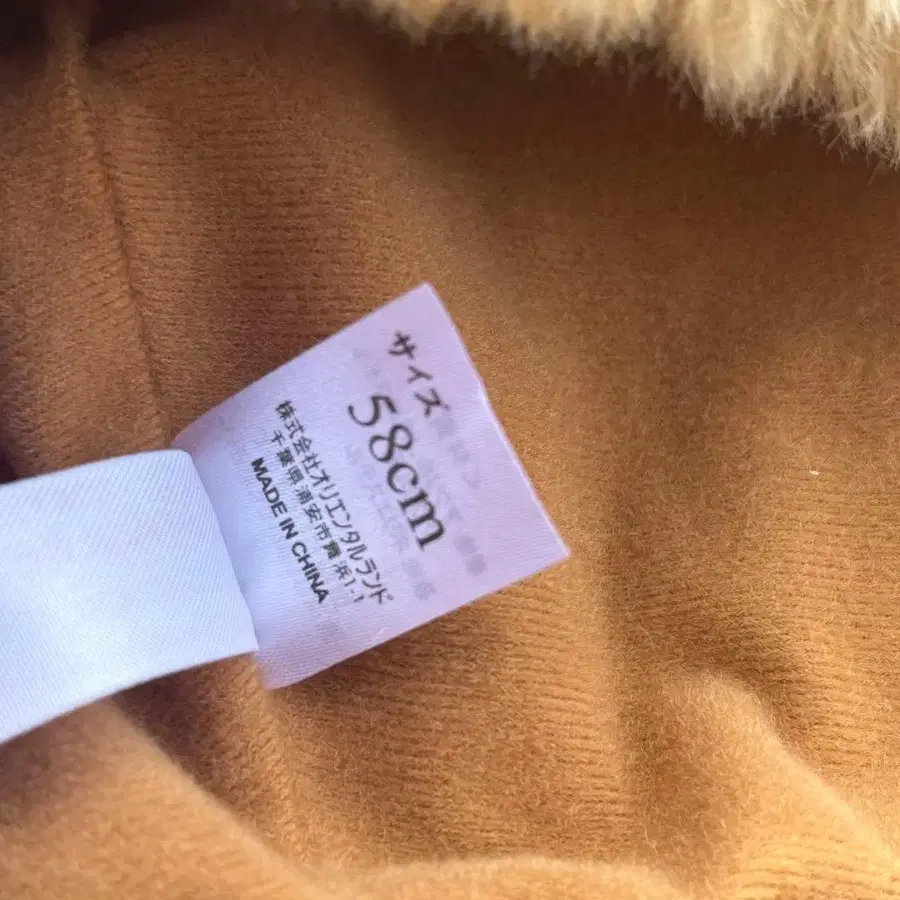 サイズ
58cm
株式会社オリエンタルランド
千葉県浦安市舞浜1-1
MADE IN CHINA